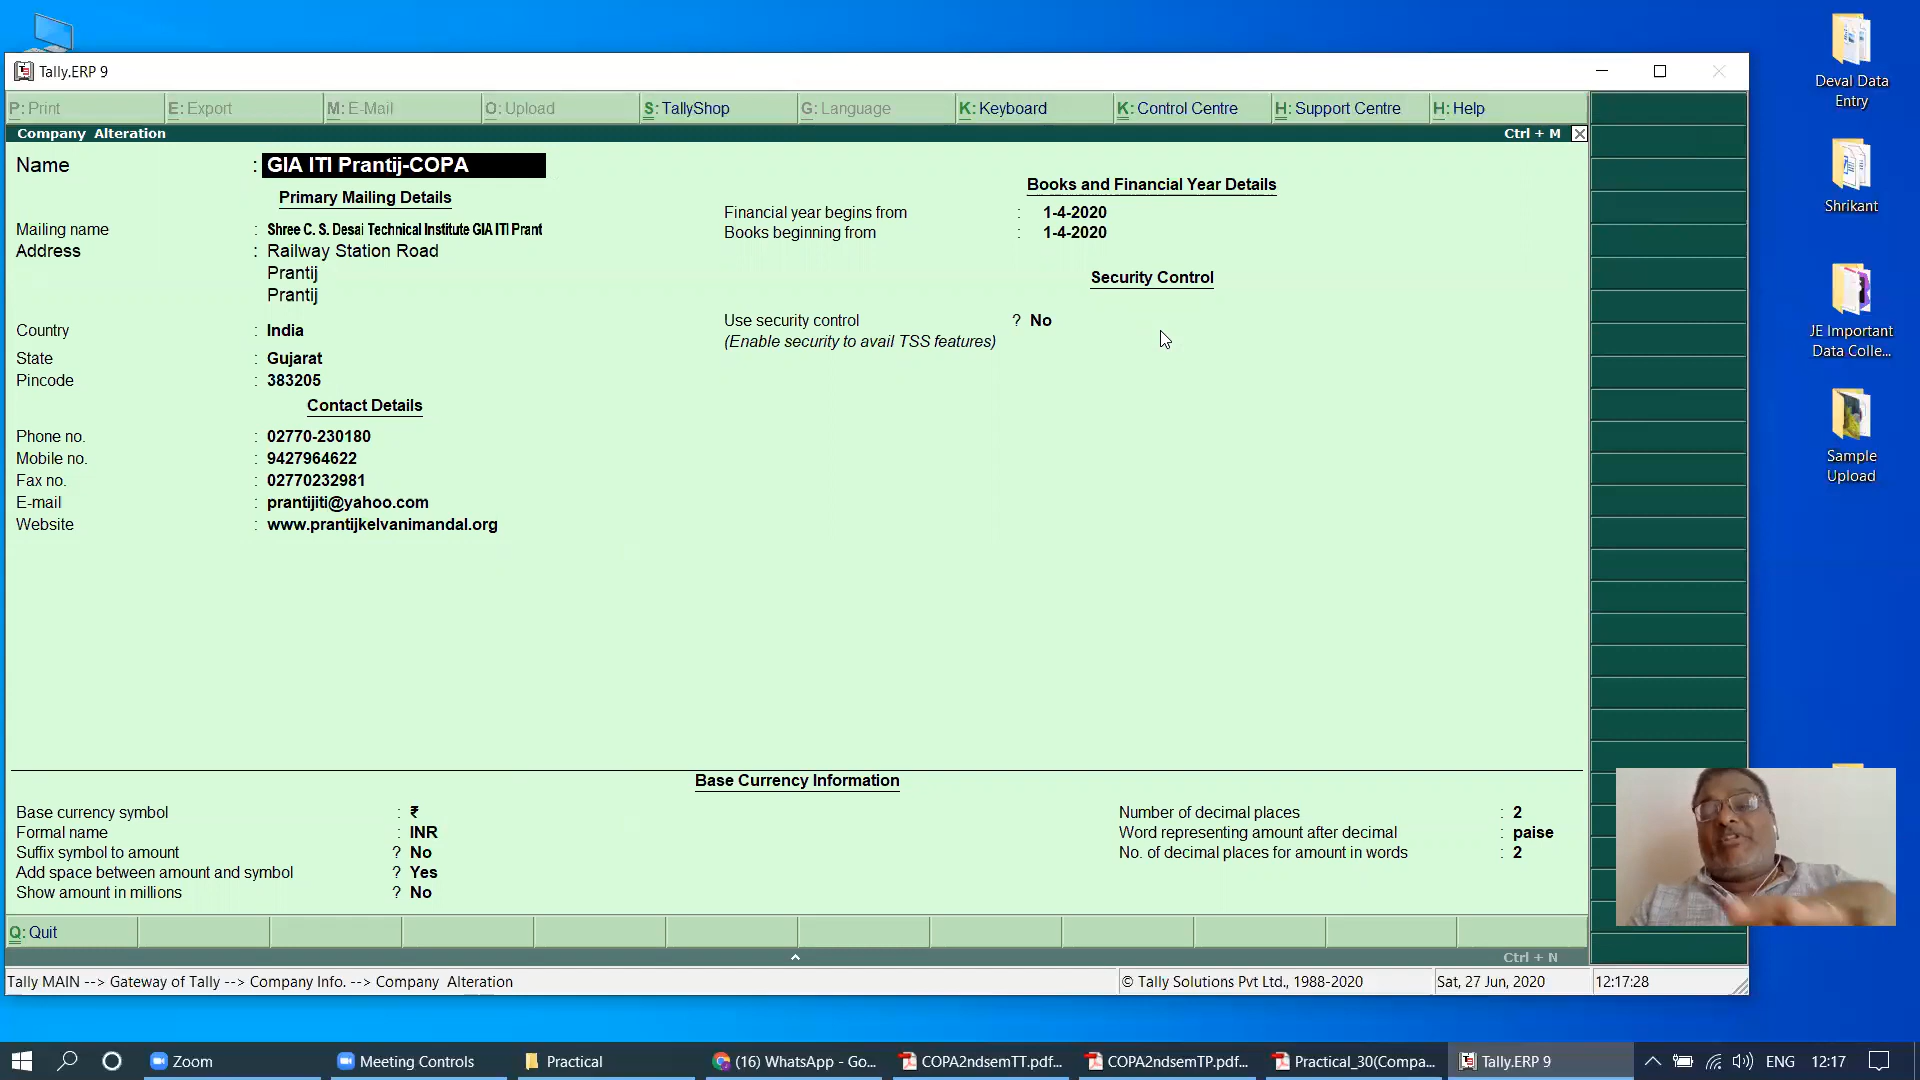 Tally.ERP 9
P: Print E: Export M: E-Mail O: Upload S: TallyShop G: Language K: Keyboard K: Control Centre H: Support Centre H: Help
Company Alteration Ctrl + M
Name : GIA ITI Prantij-COPA
Primary Mailing Details
Mailing name : Shree C. S. Desai Technical Institute GIA ITI Prant
Address : Railway Station Road
Prantij
Prantij
Country : India
State : Gujarat
Pincode : 383205
Contact Details
Phone no. : 02770-230180
Mobile no. : 9427964622
Fax no. : 02770232981
E-mail : prantijiti@yahoo.com
Website : www.prantijkelvanimandal.org
Books and Financial Year Details
Financial year begins from : 1-4-2020
Books beginning from : 1-4-2020
Security Control
Use security control ? No
(Enable security to avail TSS features)
Base Currency Information
Base currency symbol : ₹
Formal name : INR
Suffix symbol to amount ? No
Add space between amount and symbol ? Yes
Show amount in millions ? No
Number of decimal places : 2
Word representing amount after decimal : paise
No. of decimal places for amount in words : 2
Q: Quit
Ctrl + N
Tally MAIN --> Gateway of Tally --> Company Info. --> Company Alteration © Tally Solutions Pvt Ltd., 1988-2020 Sat, 27 Jun, 2020 12:17:28
Deval Data
Entry
Shrikant
JE Important
Data Colle...
Sample
Upload
Zoom Meeting Controls Practical (16) WhatsApp - Go... COPA2ndsemTT.pdf... COPA2ndsemTP.pdf... Practical_30(Compa... Tally.ERP 9 ENG 12:17